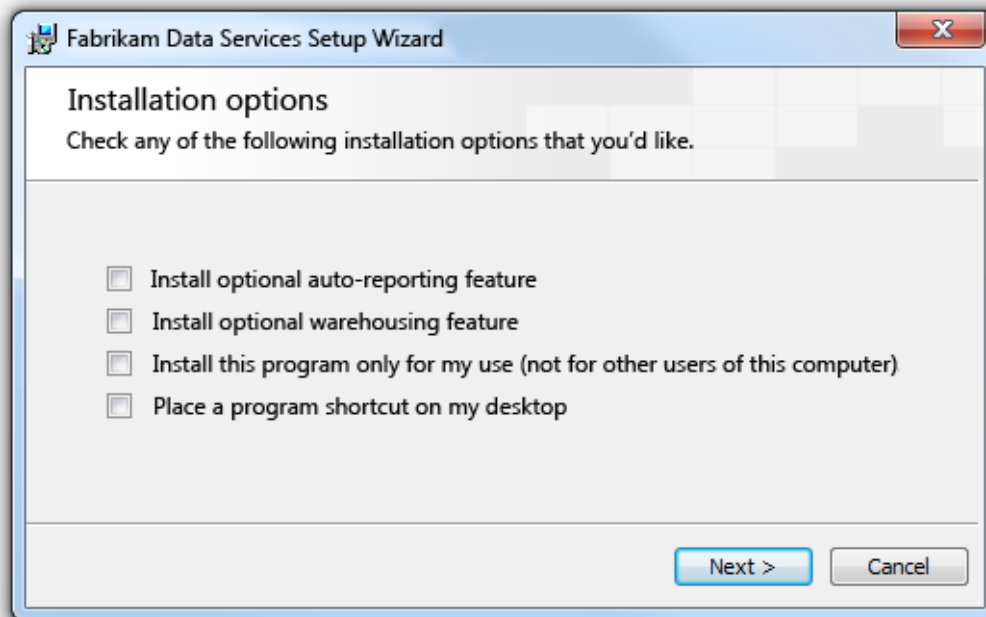 Fabrikam Data Services Setup Wizard
Installation options
Check any of the following installation options that you’d like.
Install optional auto-reporting feature
Install optional warehousing feature
Install this program only for my use (not for other users of this computer)
Place a program shortcut on my desktop
Next >
Cancel